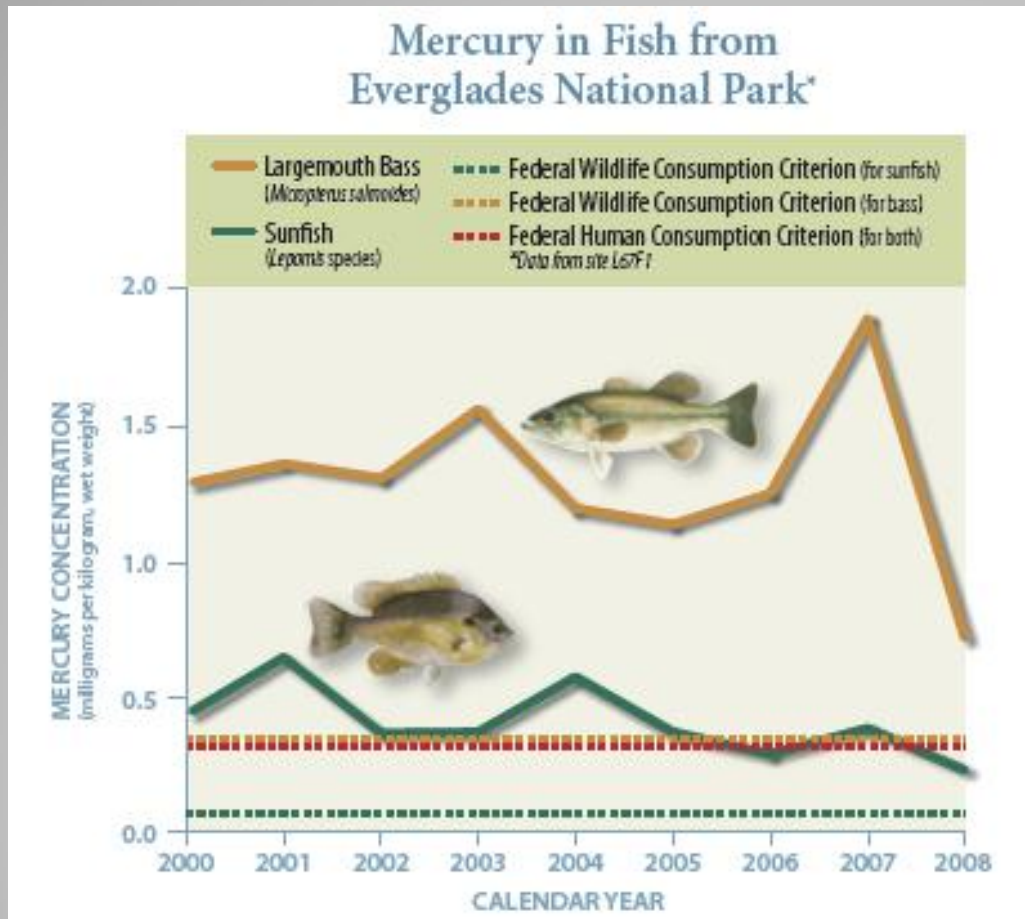 Mercury in Fish from
Everglades National Park*
Largemouth Bass
(Micropterus salmoides)
Sunfish
(Lepomis species)
Federal Wildlife Consumption Criterion (for sunfish)
Federal Wildlife Consumption Criterion (for bass)
Federal Human Consumption Criterion (for both)
*Data from site L67F1
MERCURY CONCENTRATION
(milligrams per kilogram, wet weight)
2.0
1.5
1.0
0.5
0.0
2000 2001 2002 2003 2004 2005 2006 2007 2008
CALENDAR YEAR